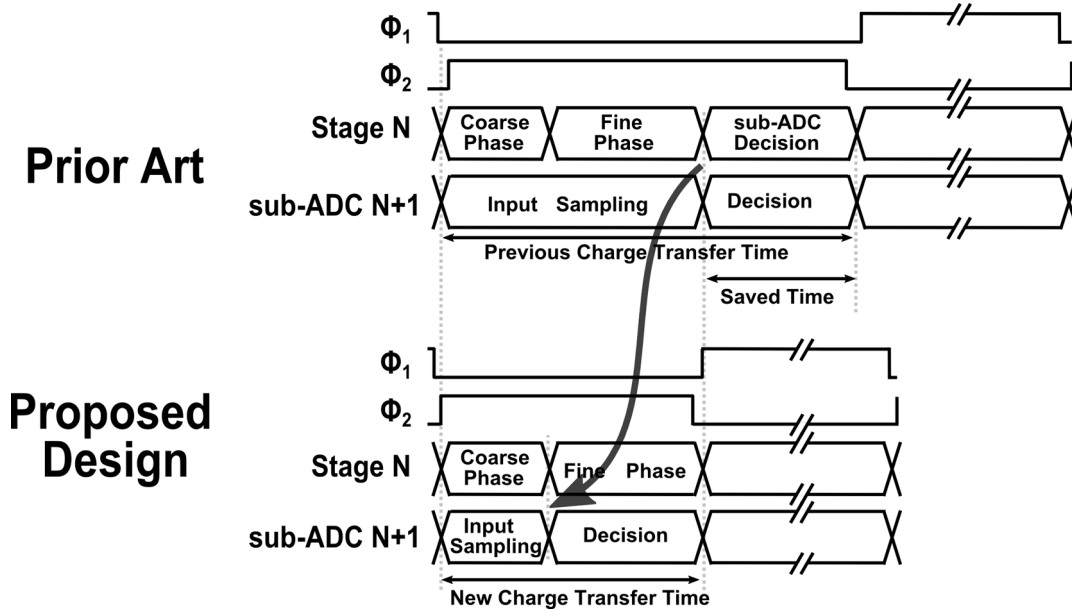 Φ1
Φ2
Prior Art
Stage N
Coarse Phase
Fine Phase
sub-ADC Decision
sub-ADC N+1
Input Sampling
Decision
Previous Charge Transfer Time
Saved Time
Φ1
Φ2
Proposed Design
Stage N
Coarse Phase
Fine Phase
sub-ADC N+1
Input Sampling
Decision
New Charge Transfer Time